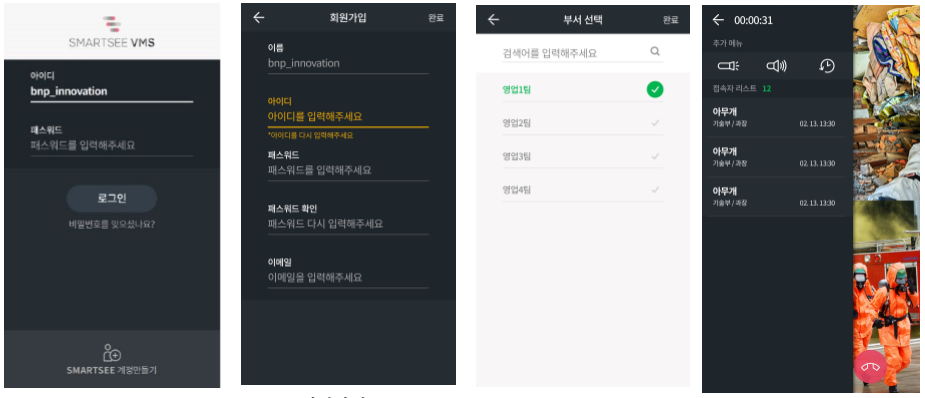 SMARTSEE VMS
아이디
bnp_innovation
패스워드
패스워드를 입력해주세요
로그인
비밀번호를 잊으셨나요?
SMARTSEE 계정만들기
회원가입
완료
이름
bnp_innovation
아이디
아이디를 입력해주세요
*아이디를 다시 입력해주세요
패스워드
패스워드를 입력해주세요
패스워드 확인
패스워드 다시 입력해주세요
이메일
이메일을 입력해주세요
부서 선택
완료
검색어를 입력해주세요
영업1팀
영업2팀
영업3팀
영업4팀
00:00:31
추가 메뉴
접속자 리스트 12
아무개
기술부 / 과장 02. 13. 13:30
아무개
기술부 / 과장 02. 13. 13:30
아무개
기술부 / 과장 02. 13. 13:30